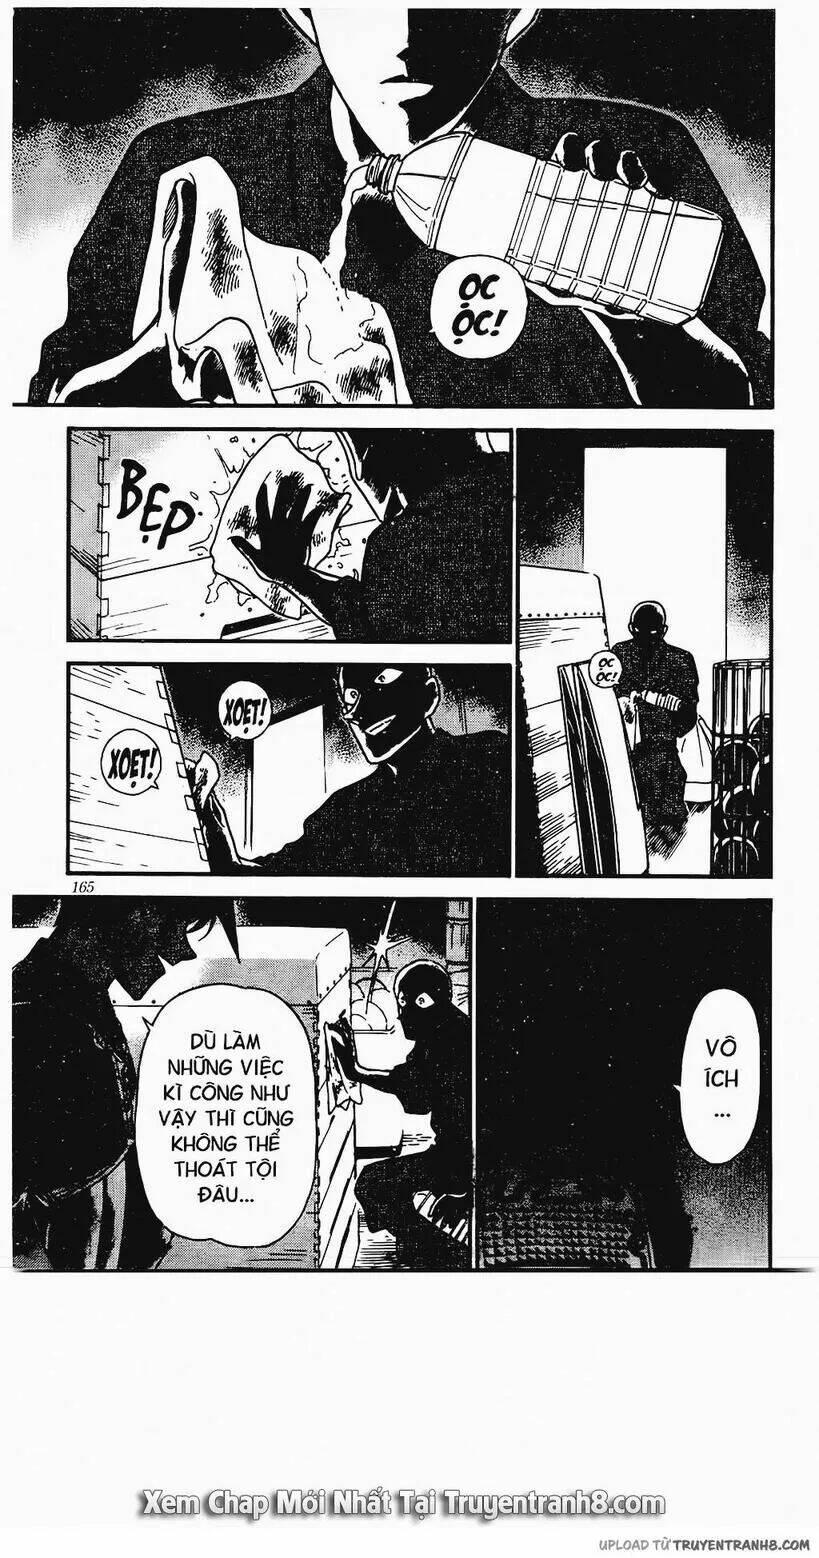 ỌC
ỌC!
ỌC
ỌC!
BẸP
XOẸT!
XOẸT!
165
VÔ
ÍCH
...
DÙ LÀM
NHỮNG VIỆC
KÌ CÔNG NHƯ
VẬY THÌ CŨNG
KHÔNG THỂ
THOÁT TỘI
ĐÂU...
Xem Chap Mới Nhất Tại Truyentranh8.com
UPLOAD TỪ TRUYENTRANH8.COM